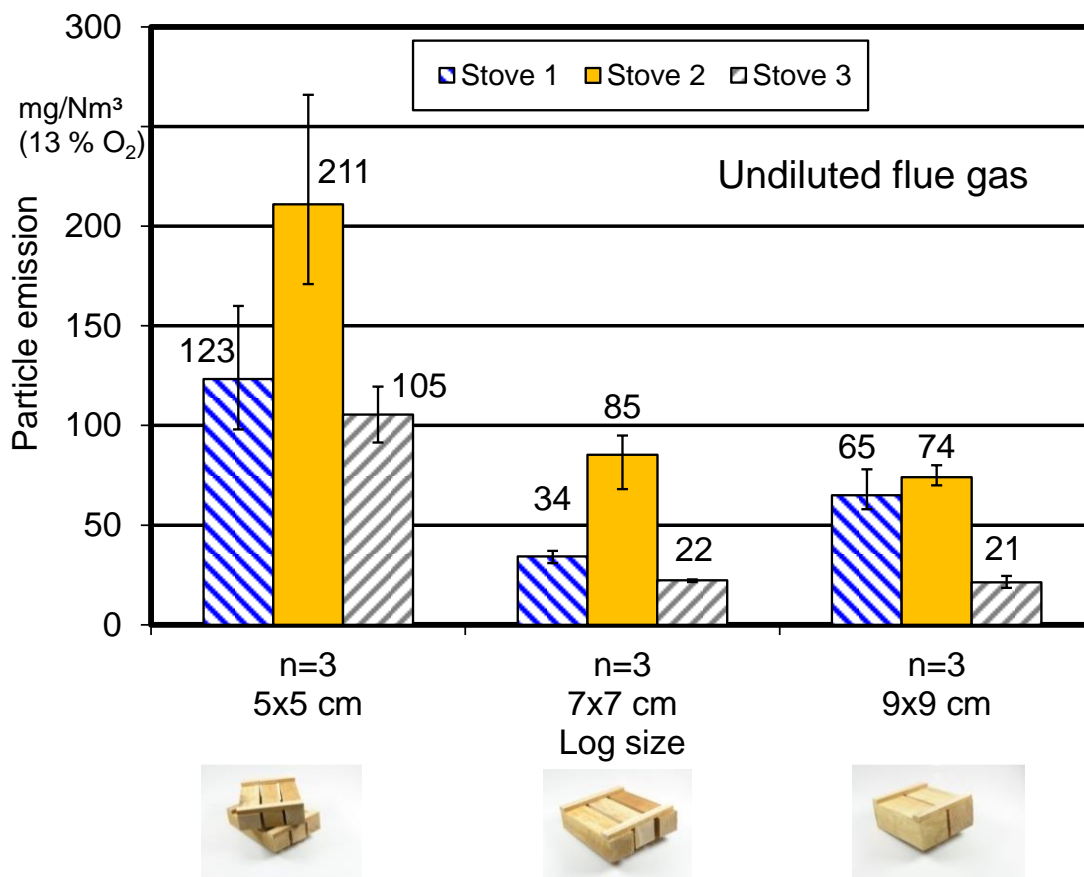 300
mg/Nm³
(13 % O₂)
200
150
100
50
0
Particle emission
Stove 1 Stove 2 Stove 3
Undiluted flue gas
123
211
105
34
85
22
65
74
21
n=3 n=3 n=3
5x5 cm 7x7 cm 9x9 cm
Log size